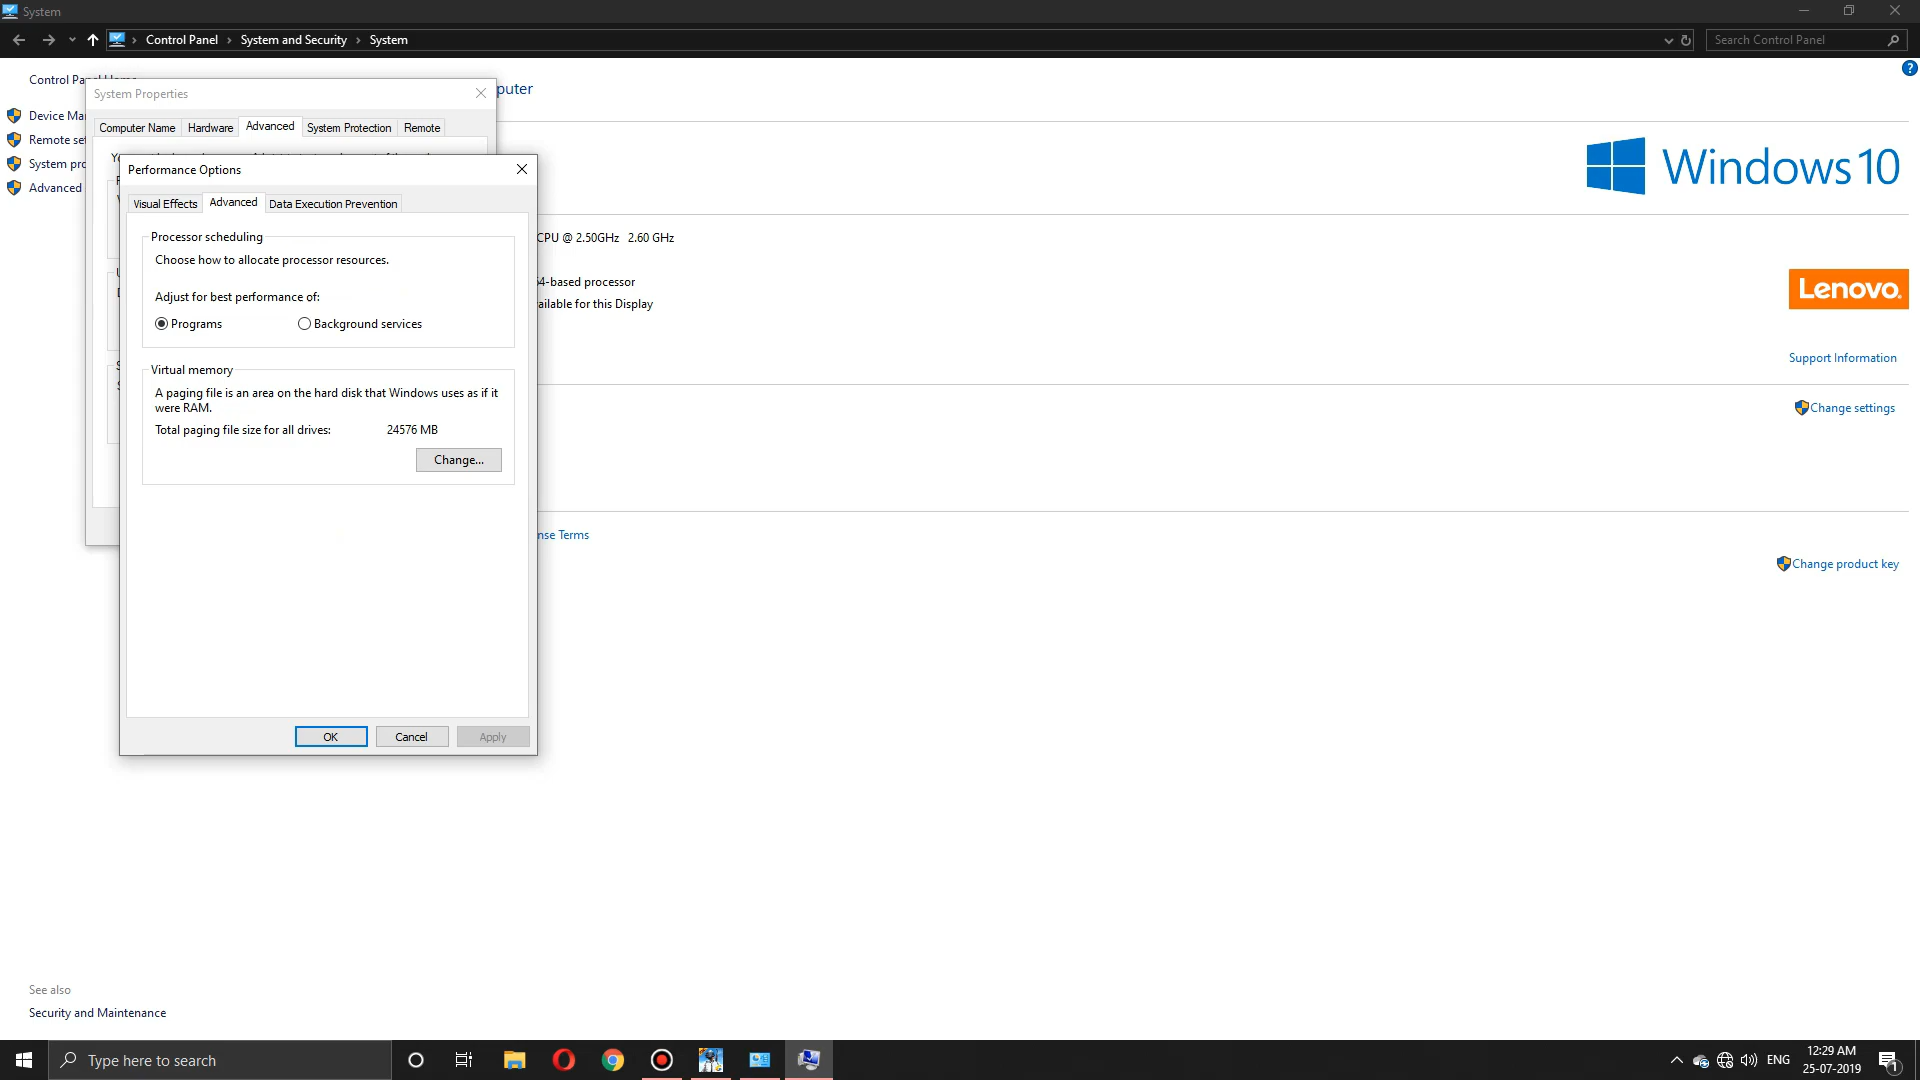 System
Control Panel
System and Security
System
Search Control Panel
Control Pa
puter
Device Ma
Remote se
System pro
Advanced
System Properties
Computer Name
Hardware
Advanced
System Protection
Remote
Performance Options
Visual Effects
Advanced
Data Execution Prevention
Processor scheduling
Choose how to allocate processor resources.
Adjust for best performance of:
Programs
Background services
Virtual memory
A paging file is an area on the hard disk that Windows uses as if it
were RAM.
Total paging file size for all drives: 24576 MB
Change...
OK
Cancel
Apply
Windows 10
CPU @ 2.50GHz 2.60 GHz
64-based processor
ailable for this Display
Lenovo
Support Information
Change settings
nse Terms
Change product key
See also
Security and Maintenance
Type here to search
ENG
12:29 AM
25-07-2019
1